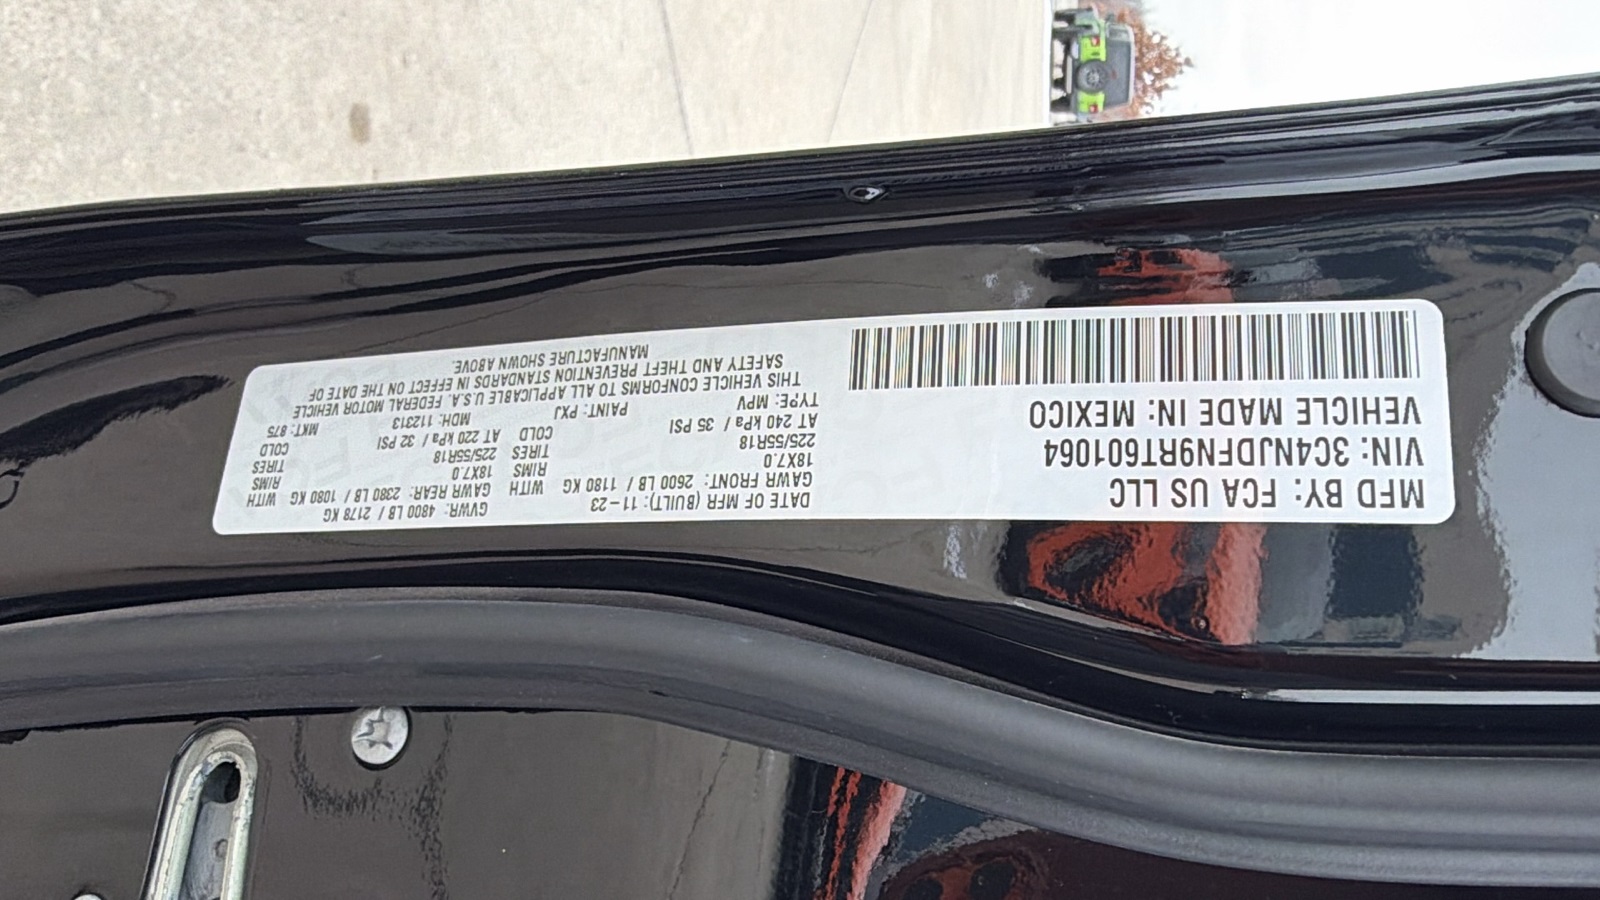 MFD BY: FCA US LLC
VIN: 3C4NJDFN9RT601064
VEHICLE MADE IN: MEXICO
DATE OF MFR (BUILT): 11-23 GVWR: 4800 LB / 2178 KG
GAWR FRONT: 2600 LB / 1180 KG WITH GAWR REAR: 2380 LB / 1080 KG WITH
18X7.0 RIMS 18X7.0 RIMS
225/55R18 TIRES 225/55R18 TIRES
AT 240 kPa / 35 PSI COLD AT 220 kPa / 32 PSI COLD
TYPE: MPV PAINT: PXJ MDH: 112313 MKT: 875
THIS VEHICLE CONFORMS TO ALL APPLICABLE U.S.A. FEDERAL MOTOR VEHICLE
SAFETY AND THEFT PREVENTION STANDARDS IN EFFECT ON THE DATE OF
MANUFACTURE SHOWN ABOVE.